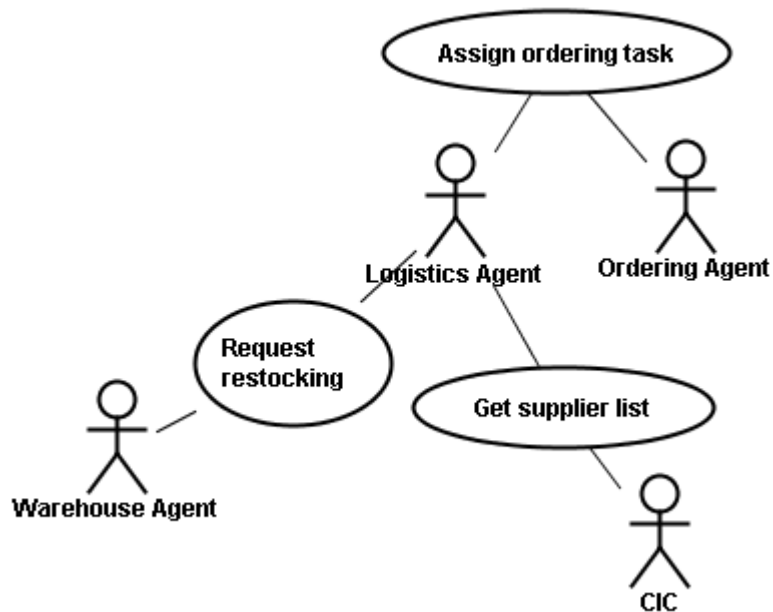 Assign ordering task
Logistics Agent
Ordering Agent
Request
restocking
Get supplier list
Warehouse Agent
CIC